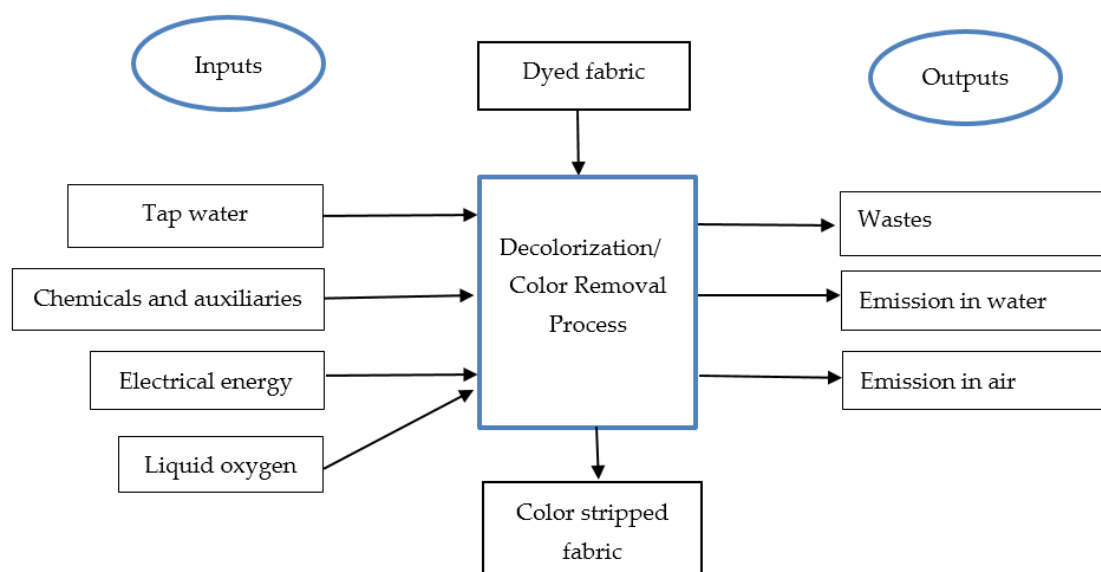 Inputs
Dyed fabric
Outputs
Tap water
Chemicals and auxiliaries
Electrical energy
Liquid oxygen
Decolorization/
Color Removal
Process
Wastes
Emission in water
Emission in air
Color stripped
fabric